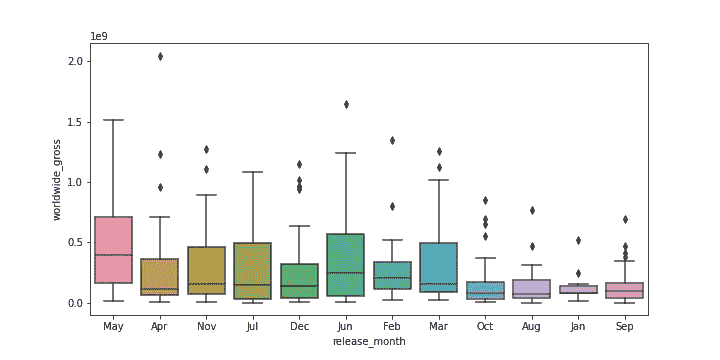 1e9
2.0
1.5
1.0
0.5
0.0
worldwide_gross
May Apr Nov Jul Dec Jun Feb Mar Oct Aug Jan Sep
release_month